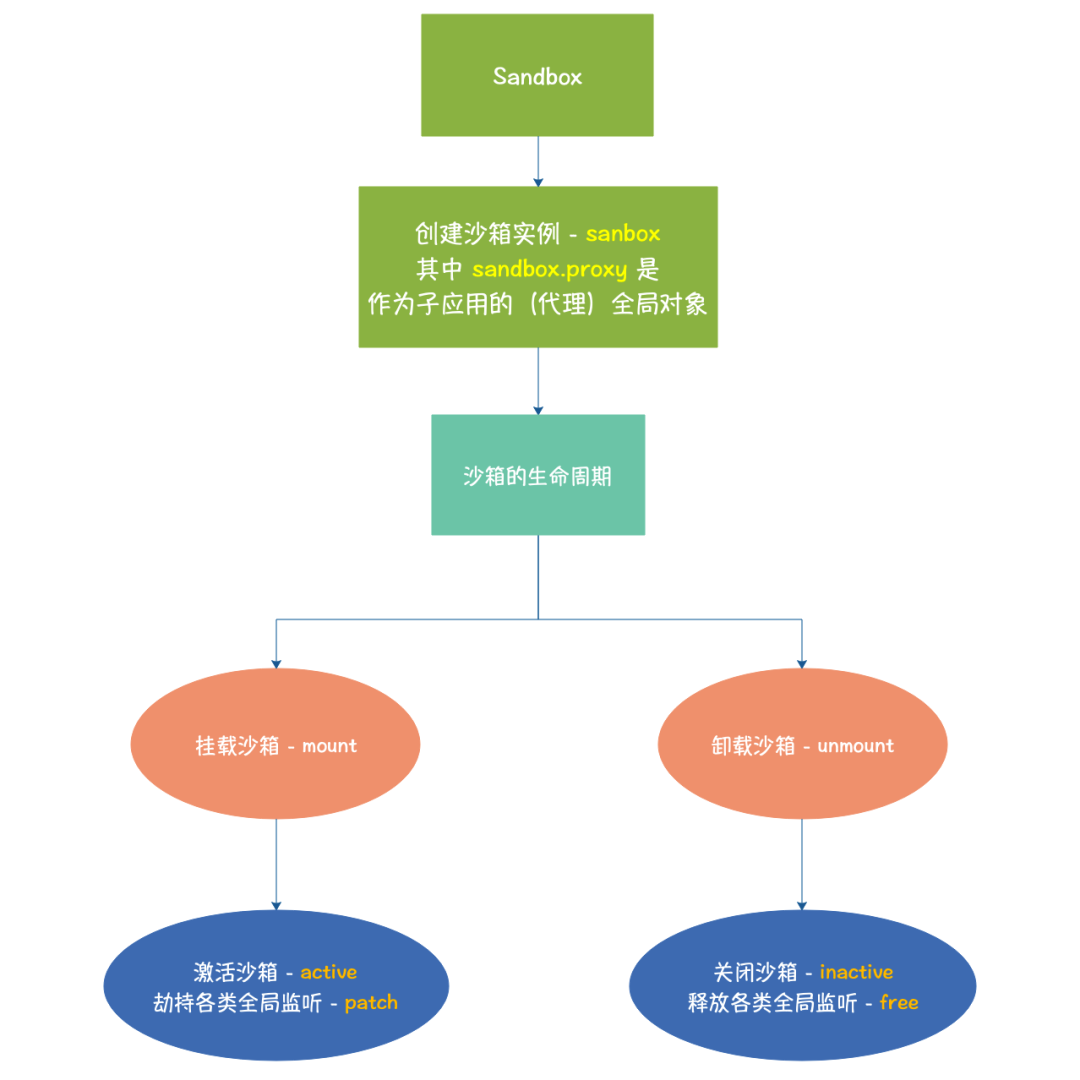 Sandbox
创建沙箱实例 - sanbox
其中 sandbox.proxy 是
作为子应用的（代理）全局对象
沙箱的生命周期
挂载沙箱 - mount
卸载沙箱 - unmount
激活沙箱 - active
劫持各类全局监听 - patch
关闭沙箱 - inactive
释放各类全局监听 - free